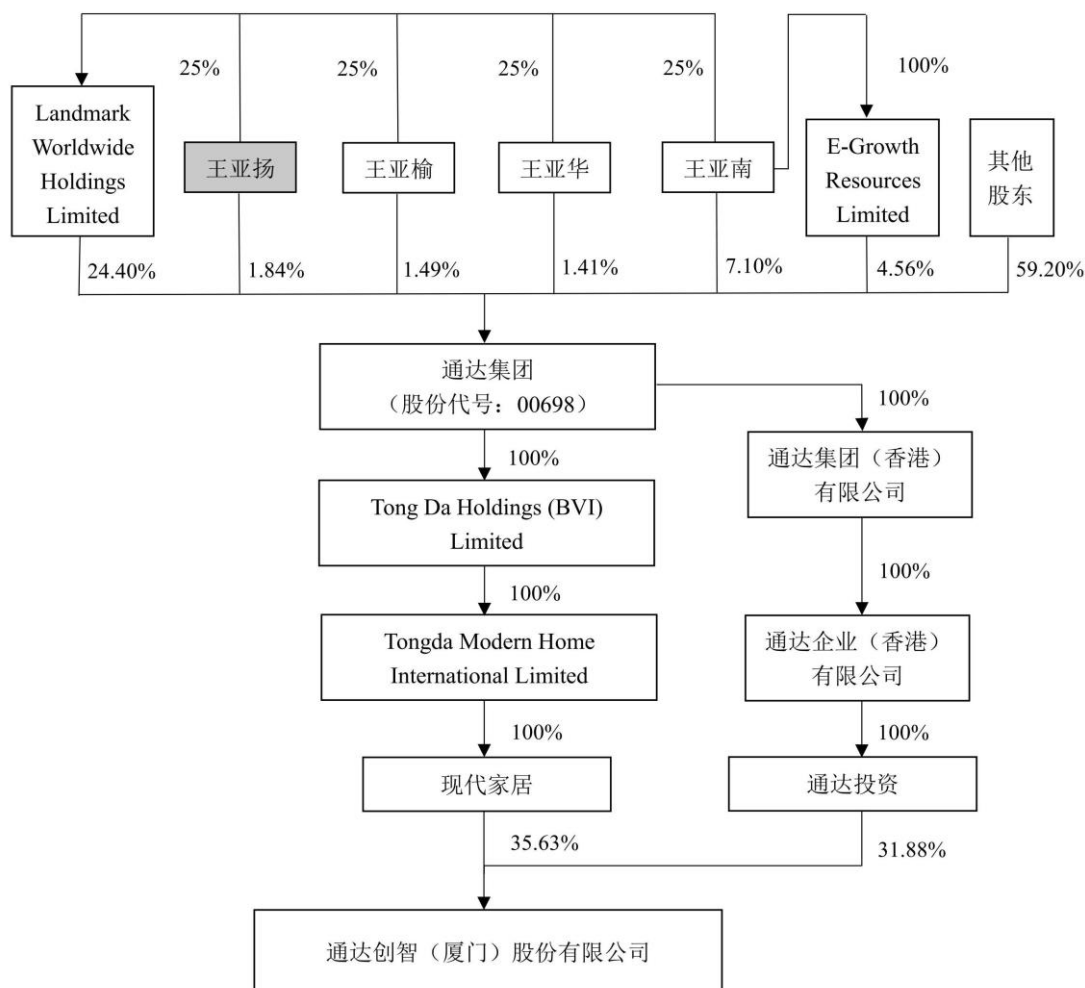 25%
25%
25%
25%
100%
Landmark
Worldwide
Holdings
Limited
王亚扬
王亚榆
王亚华
王亚南
E-Growth
Resources
Limited
其他
股东
24.40%
1.84%
1.49%
1.41%
7.10%
4.56%
59.20%
通达集团
（股份代号：00698）
100%
100%
通达集团（香港）
有限公司
Tong Da Holdings (BVI)
Limited
100%
100%
Tongda Modern Home
International Limited
通达企业（香港）
有限公司
100%
100%
现代家居
通达投资
35.63%
31.88%
通达创智（厦门）股份有限公司